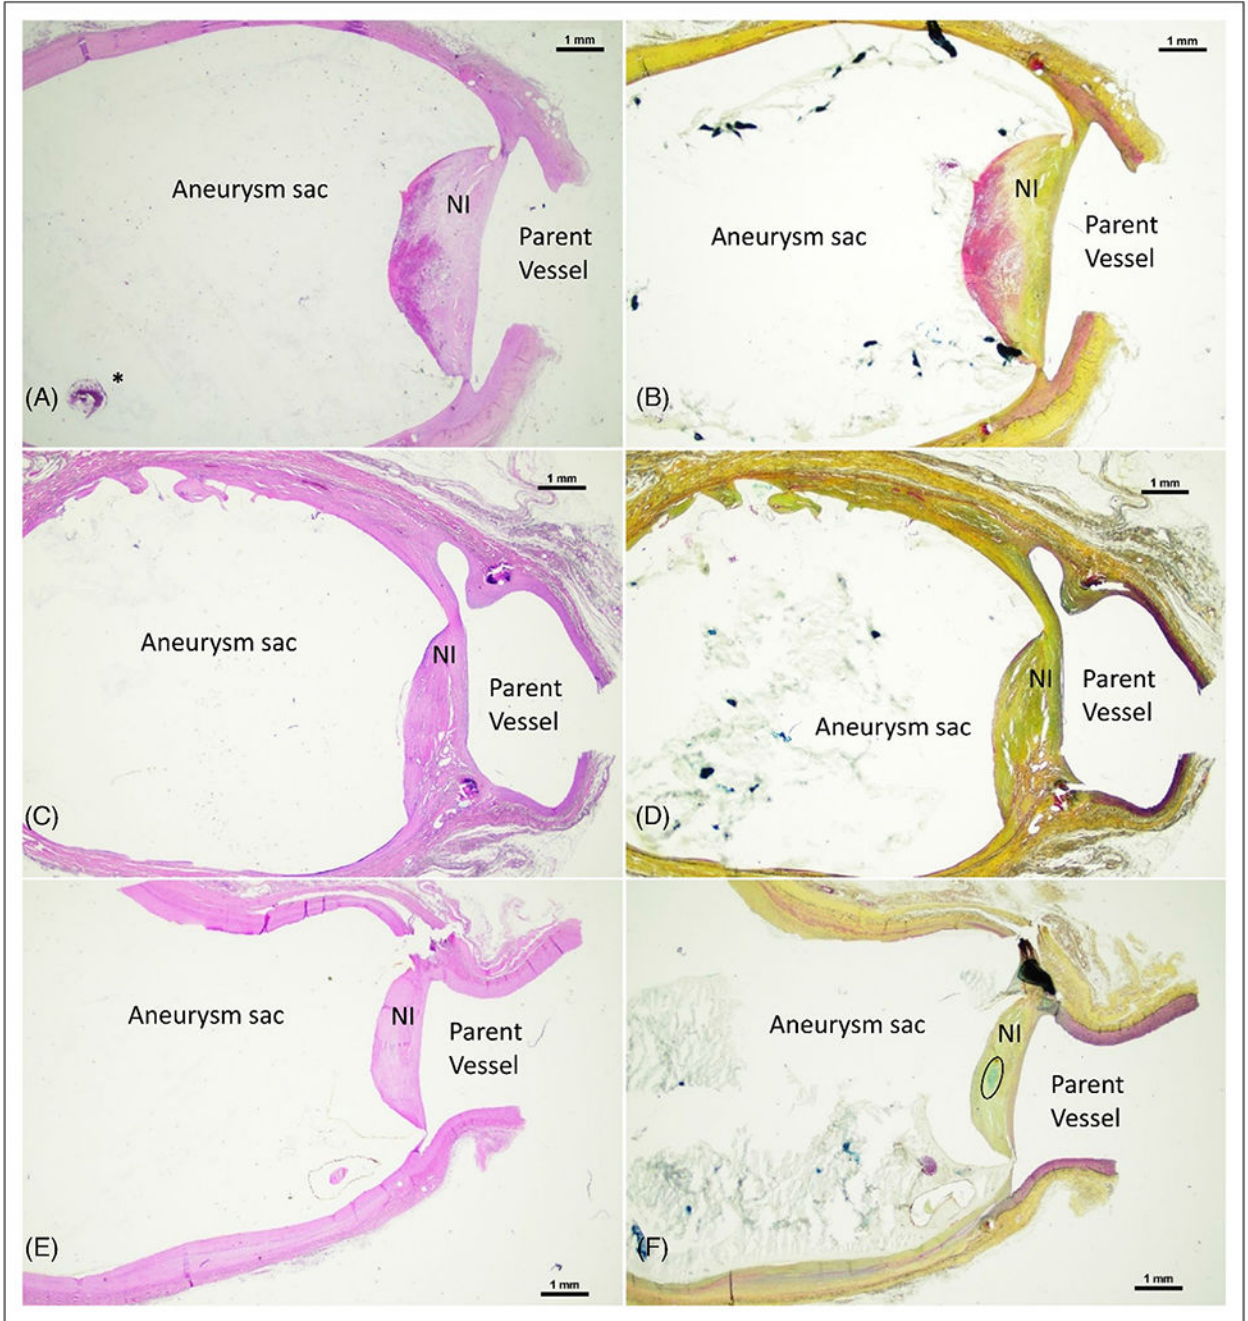 1 mm
Aneurysm sac
NI
Parent
Vessel
*
(A)
1 mm
NI
Aneurysm sac
Parent
Vessel
(B)
1 mm
Aneurysm sac
NI
Parent
Vessel
(C)
1 mm
NI
Parent
Vessel
Aneurysm sac
(D)
Aneurysm sac
NI
Parent
Vessel
(E)
1 mm
Aneurysm sac
NI
Parent
Vessel
(F)
1 mm